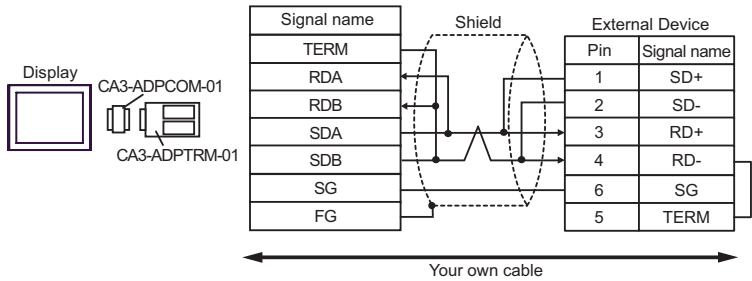 Display
CA3-ADPCOM-01
CA3-ADPTRM-01
Signal name
TERM
RDA
RDB
SDA
SDB
SG
FG
Shield
External Device
Pin Signal name
1 SD+
2 SD-
3 RD+
4 RD-
6 SG
5 TERM
Your own cable